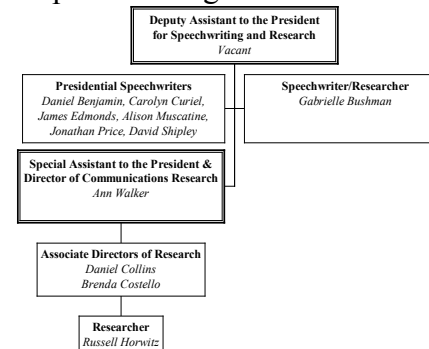 Deputy Assistant to the President
for Speechwriting and Research
Vacant
Presidential Speechwriters
Daniel Benjamin, Carolyn Curiel,
James Edmonds, Alison Muscatine,
Jonathan Price, David Shipley
Speechwriter/Researcher
Gabrielle Bushman
Special Assistant to the President &
Director of Communications Research
Ann Walker
Associate Directors of Research
Daniel Collins
Brenda Costello
Researcher
Russell Horwitz